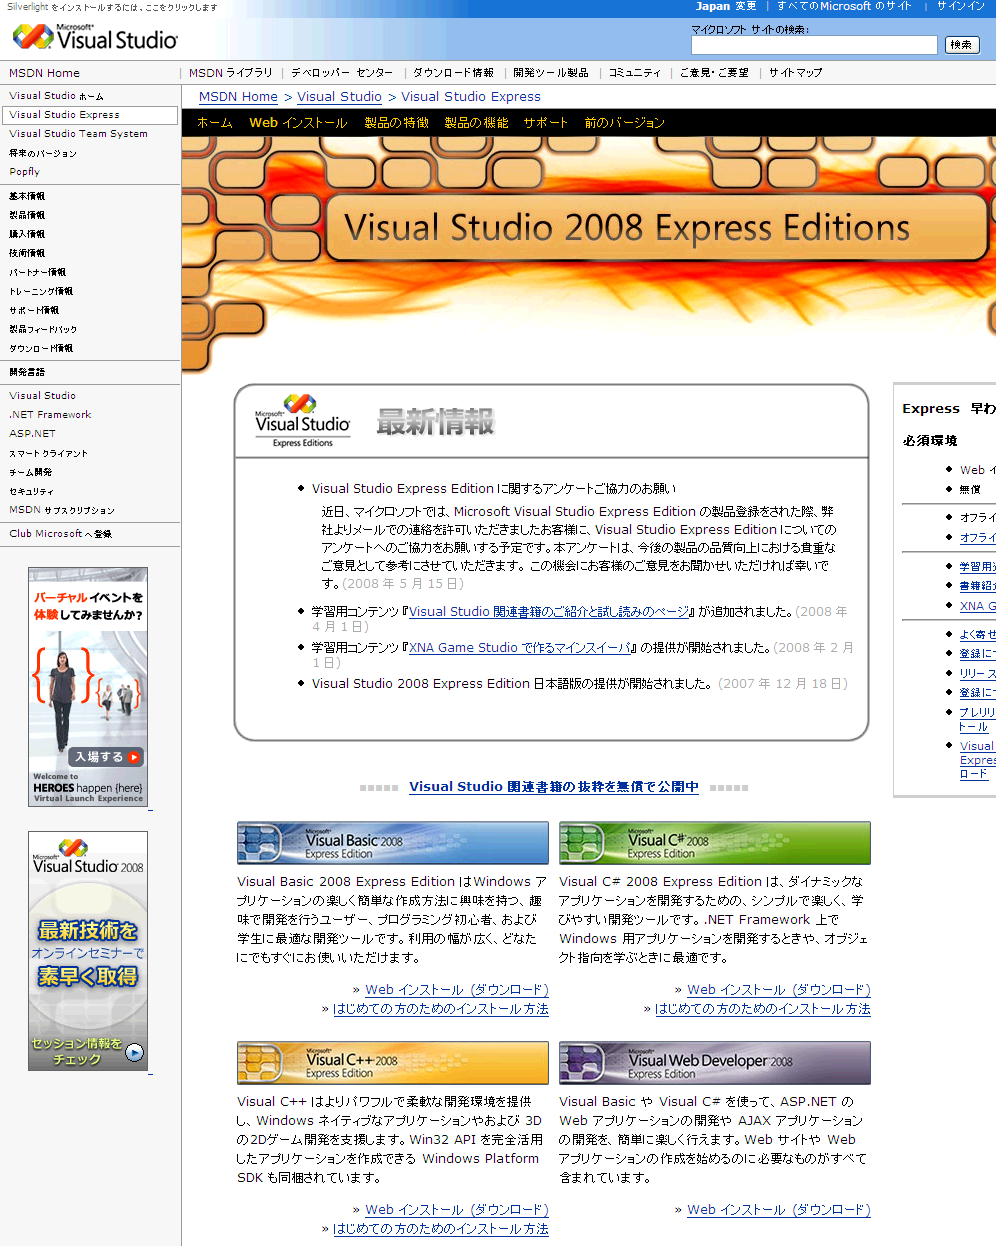 Silverlight をインストールするには、ここをクリックします
Japan 変更 | すべてのMicrosoft のサイト | サインイン
Microsoft® Visual Studio®
マイクロソフト サイトの検索:
検索
MSDN Home | MSDN ライブラリ | デベロッパー センター | ダウンロード情報 | 開発ツール製品 | コミュニティ | ご意見・ご要望 | サイトマップ
Visual Studio ホーム
Visual Studio Express
Visual Studio Team System
将来のバージョン
Popfly
基本情報
製品情報
購入情報
技術情報
パートナー情報
トレーニング情報
サポート情報
製品フィードバック
ダウンロード情報
開発言語
Visual Studio
.NET Framework
ASP.NET
スマート クライアント
チーム開発
セキュリティ
MSDN サブスクリプション
Club Microsoft へ登録
バーチャルイベントを
体験してみませんか?
入場する
Welcome to
HEROES happen {here}
Virtual Launch Experience
Microsoft®
Visual Studio® 2008
最新技術を
オンラインセミナーで
素早く取得
セッション情報を
チェック
MSDN Home > Visual Studio > Visual Studio Express
ホーム Web インストール 製品の特徴 製品の機能 サポート 前のバージョン
Visual Studio 2008 Express Editions
Microsoft®
Visual Studio®
Express Editions
最新情報
Visual Studio Express Edition に関するアンケートご協力のお願い
近日、マイクロソフトでは、Microsoft Visual Studio Express Edition の製品登録をされた際、弊
社よりメールでの連絡を許可いただきましたお客様に、Visual Studio Express Edition についての
アンケートへのご協力をお願いする予定です。本アンケートは、今後の製品の品質向上における貴重な
ご意見として参考にさせていただきます。 この機会にお客様のご意見をお聞かせいただければ幸いで
す。(2008 年 5 月 15日)
学習用コンテンツ 『Visual Studio 関連書籍のご紹介と試し読みのページ』 が追加されました。(2008 年
4 月 1日)
学習用コンテンツ 『XNA Game Studio で作るマインスイーパ』 の提供が開始されました。(2008 年 2 月
1日)
Visual Studio 2008 Express Edition 日本語版の提供が開始されました。 (2007 年 12 月 18日)
Express 早わ
必須環境
Web イ
無償
オフライ
オフライ
学習用
書籍紹
XNA G
よく寄せ
登録に
リリース
登録に
プレリリ
トール
Visual
Expres
ロード
Visual Studio 関連書籍の抜粋を無償で公開中
Microsoft®
Visual Basic® 2008
Express Edition
Visual Basic 2008 Express Edition はWindows ア
プリケーションの楽しく簡単な作成方法に興味を持つ、趣
味で開発を行うユーザー、プログラミング初心者、および
学生に最適な開発ツールです。利用の幅が広く、どなた
にでもすぐにお使いいただけます。
» Web インストール (ダウンロード)
» はじめての方のためのインストール方法
Microsoft®
Visual C#® 2008
Express Edition
Visual C# 2008 Express Edition は、ダイナミックな
アプリケーションを開発するための、シンプルで楽しく、学
びやすい開発ツールです。.NET Framework 上で
Windows 用アプリケーションを開発するときや、オブジェ
クト指向を学ぶときに最適です。
» Web インストール (ダウンロード)
» はじめての方のためのインストール方法
Microsoft®
Visual C++® 2008
Express Edition
Visual C++ はよりパワフルで柔軟な開発環境を提供
し、Windows ネイティブなアプリケーションやおよび 3D
の2Dゲーム開発を支援します。Win32 API を完全活用
したアプリケーションを作成できる Windows Platform
SDK も同梱されています。
» Web インストール (ダウンロード)
» はじめての方のためのインストール方法
Microsoft®
Visual Web Developer™ 2008
Express Edition
Visual Basic や Visual C# を使って、ASP.NET の
Web アプリケーションの開発や AJAX アプリケーション
の開発を、簡単に楽しく行えます。Web サイトや Web
アプリケーションの作成を始めるのに必要なものがすべて
含まれています。
» Web インストール (ダウンロード)